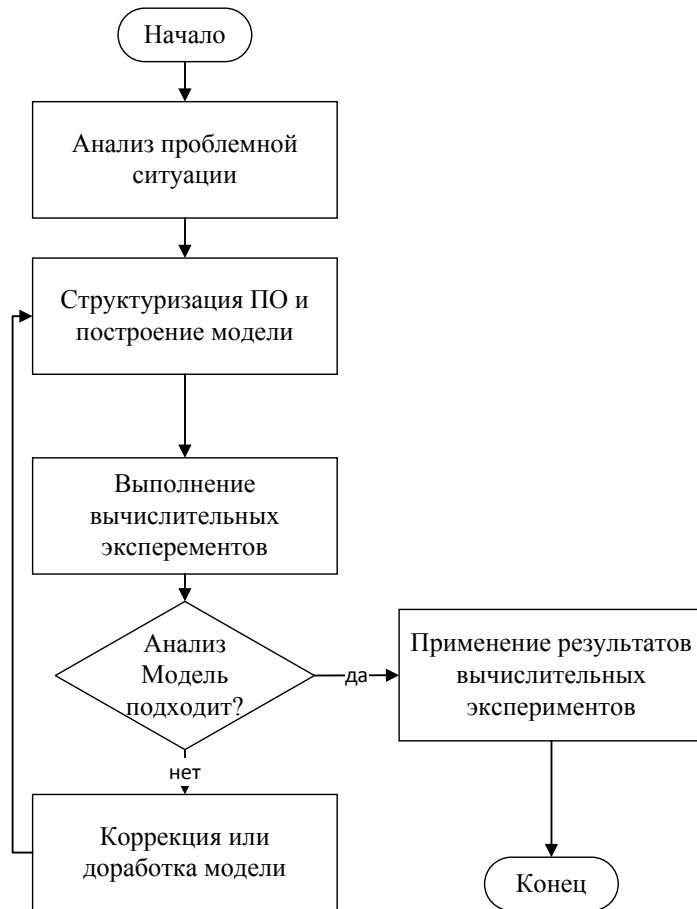 Начало
Анализ проблемной
ситуации
Структуризация ПО и
построение модели
Выполнение
вычислительных
эксперементов
Анализ
Модель
подходит?
да
Применение результатов
вычислительных
экспериментов
нет
Коррекция или
доработка модели
Конец